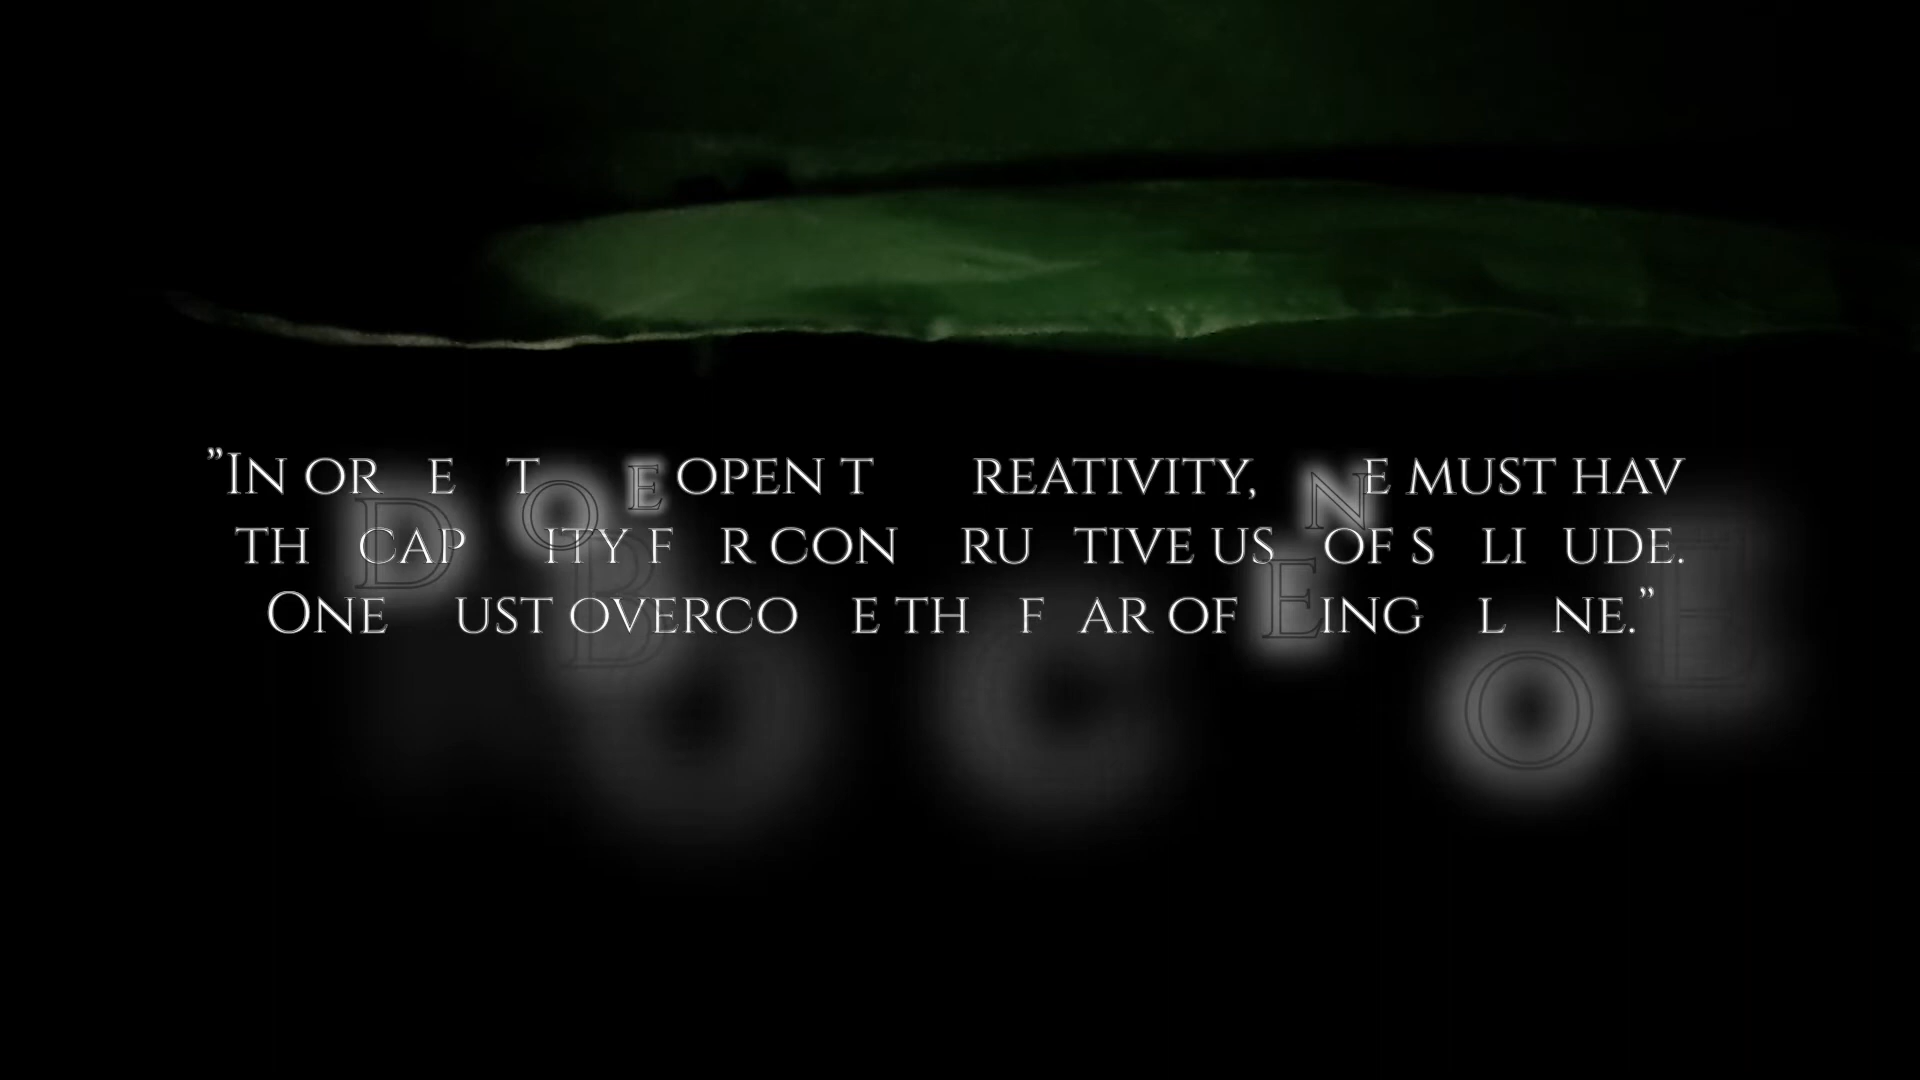 "In or e t e open t reativity, ne must hav
th cap ity f r con ru tive us of s li ude.
One ust overco e th f ar of ing l ne."